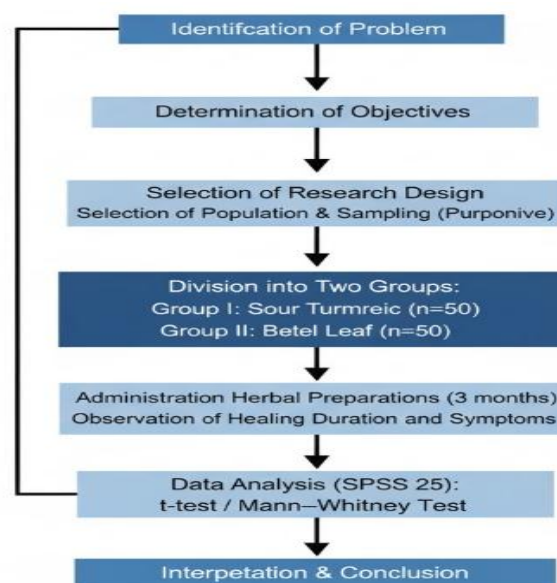 Identifcation of Problem
Determination of Objectives
Selection of Research Design
Selection of Population & Sampling (Purponive)
Division into Two Groups:
Group I: Sour Turmreic (n=50)
Group II: Betel Leaf (n=50)
Administration Herbal Preparations (3 months)
Observation of Healing Duration and Symptoms
Data Analysis (SPSS 25):
t-test / Mann–Whitney Test
Interpetation & Conclusion